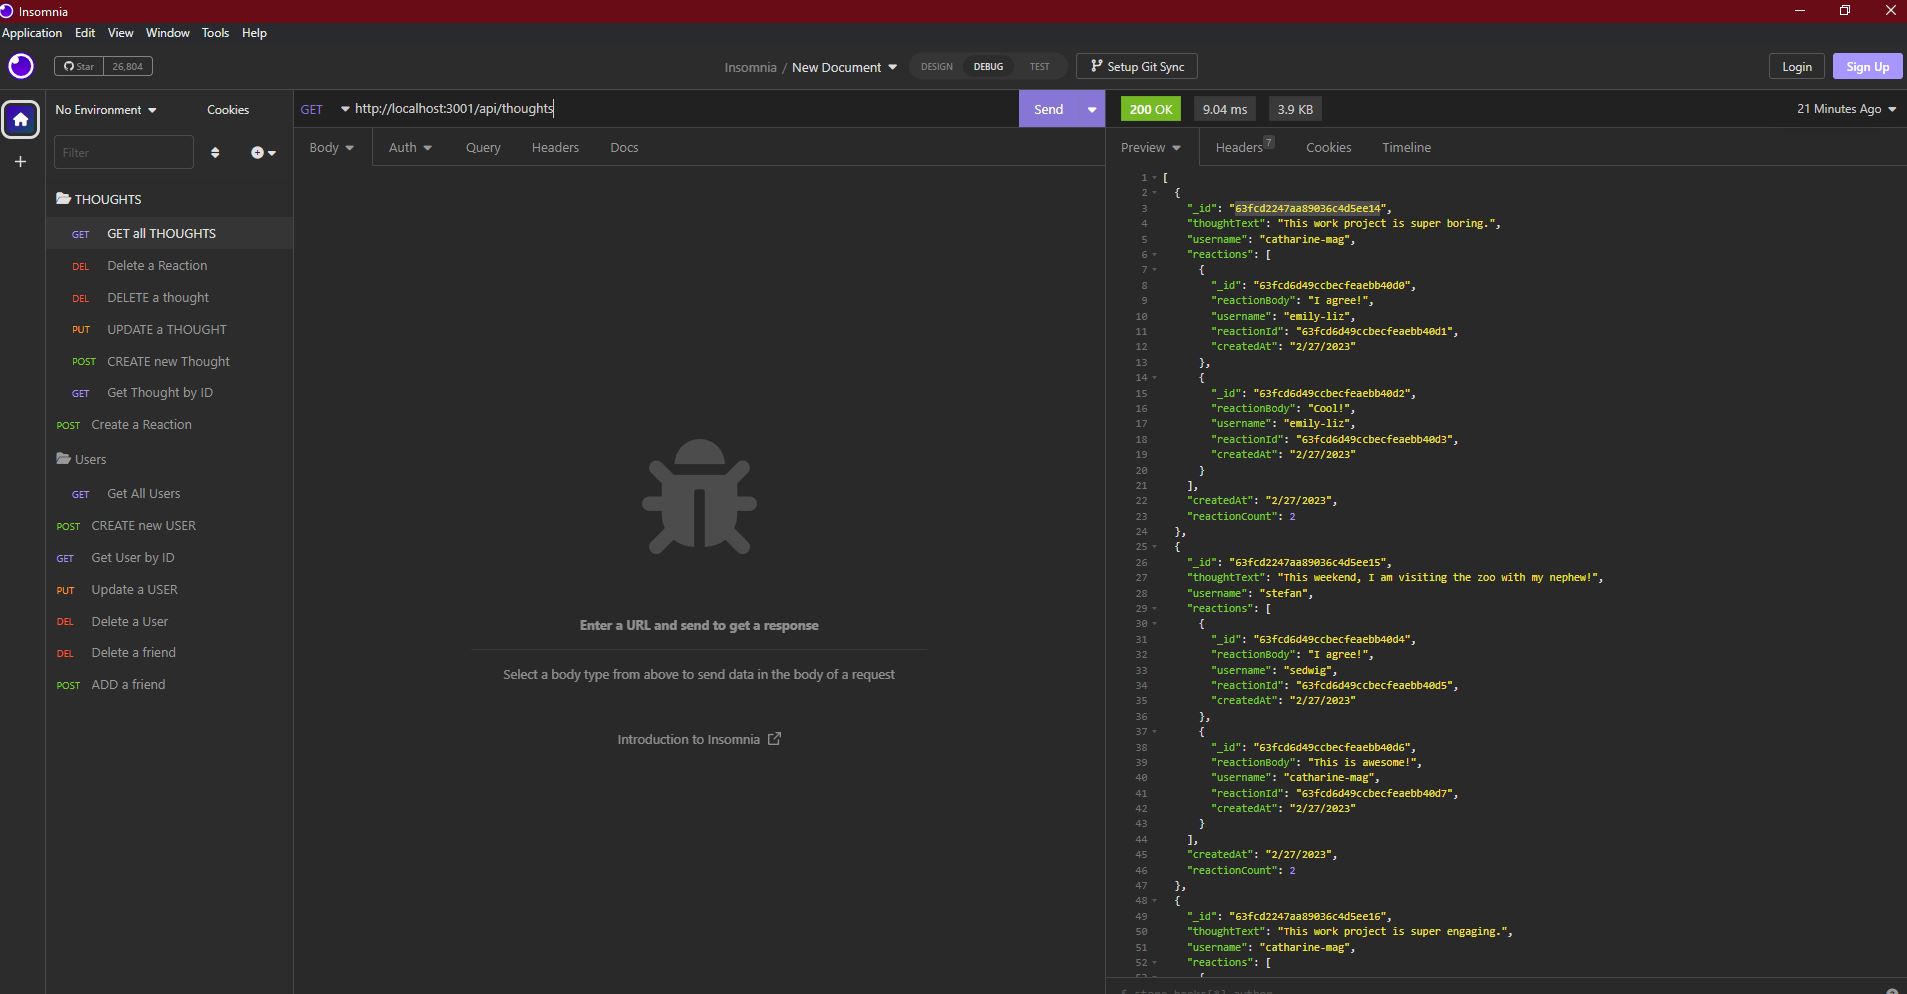 Insomnia
Application Edit View Window Tools Help
Star 26,804
Insomnia / New Document
DESIGN DEBUG TEST
Setup Git Sync
Login Sign Up
No Environment Cookies
Filter
THOUGHTS
GET GET all THOUGHTS
DEL Delete a Reaction
DEL DELETE a thought
PUT UPDATE a THOUGHT
POST CREATE new Thought
GET Get Thought by ID
POST Create a Reaction
Users
GET Get All Users
POST CREATE new USER
GET Get User by ID
PUT Update a USER
DEL Delete a User
DEL Delete a friend
POST ADD a friend
GET http://localhost:3001/api/thoughts
Send
Body Auth Query Headers Docs
Enter a URL and send to get a response
Select a body type from above to send data in the body of a request
Introduction to Insomnia
200 OK 9.04 ms 3.9 KB
21 Minutes Ago
Preview Headers 7 Cookies Timeline
1 [
2 {
3 "_id": "63fcd2247aa89036c4d5ee14",
4 "thoughtText": "This work project is super boring.",
5 "username": "catharine-mag",
6 "reactions": [
7 {
8 "_id": "63fcd6d49ccbecfeaebb40d0",
9 "reactionBody": "I agree!",
10 "username": "emily-liz",
11 "reactionId": "63fcd6d49ccbecfeaebb40d1",
12 "createdAt": "2/27/2023"
13 },
14 {
15 "_id": "63fcd6d49ccbecfeaebb40d2",
16 "reactionBody": "Cool!",
17 "username": "emily-liz",
18 "reactionId": "63fcd6d49ccbecfeaebb40d3",
19 "createdAt": "2/27/2023"
20 }
21 ],
22 "createdAt": "2/27/2023",
23 "reactionCount": 2
24 },
25 {
26 "_id": "63fcd2247aa89036c4d5ee15",
27 "thoughtText": "This weekend, I am visiting the zoo with my nephew!",
28 "username": "stefan",
29 "reactions": [
30 {
31 "_id": "63fcd6d49ccbecfeaebb40d4",
32 "reactionBody": "I agree!",
33 "username": "sedwig",
34 "reactionId": "63fcd6d49ccbecfeaebb40d5",
35 "createdAt": "2/27/2023"
36 },
37 {
38 "_id": "63fcd6d49ccbecfeaebb40d6",
39 "reactionBody": "This is awesome!",
40 "username": "catharine-mag",
41 "reactionId": "63fcd6d49ccbecfeaebb40d7",
42 "createdAt": "2/27/2023"
43 }
44 ],
45 "createdAt": "2/27/2023",
46 "reactionCount": 2
47 },
48 {
49 "_id": "63fcd2247aa89036c4d5ee16",
50 "thoughtText": "This work project is super engaging.",
51 "username": "catharine-mag",
52 "reactions": [